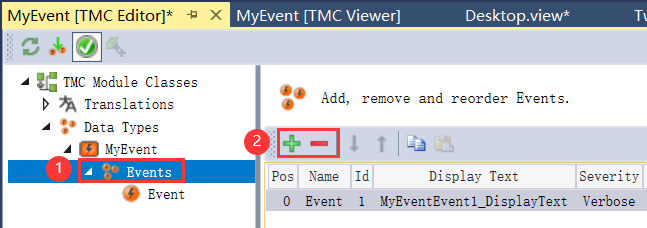 MyEvent [TMC Editor]* MyEvent [TMC Viewer] Desktop.view* Tw
TMC Module Classes
Translations
Data Types
MyEvent
1 Events
Event
Add, remove and reorder Events.
2
Pos Name Id Display Text Severity
0 Event 1 MyEventEvent1_DisplayText Verbose